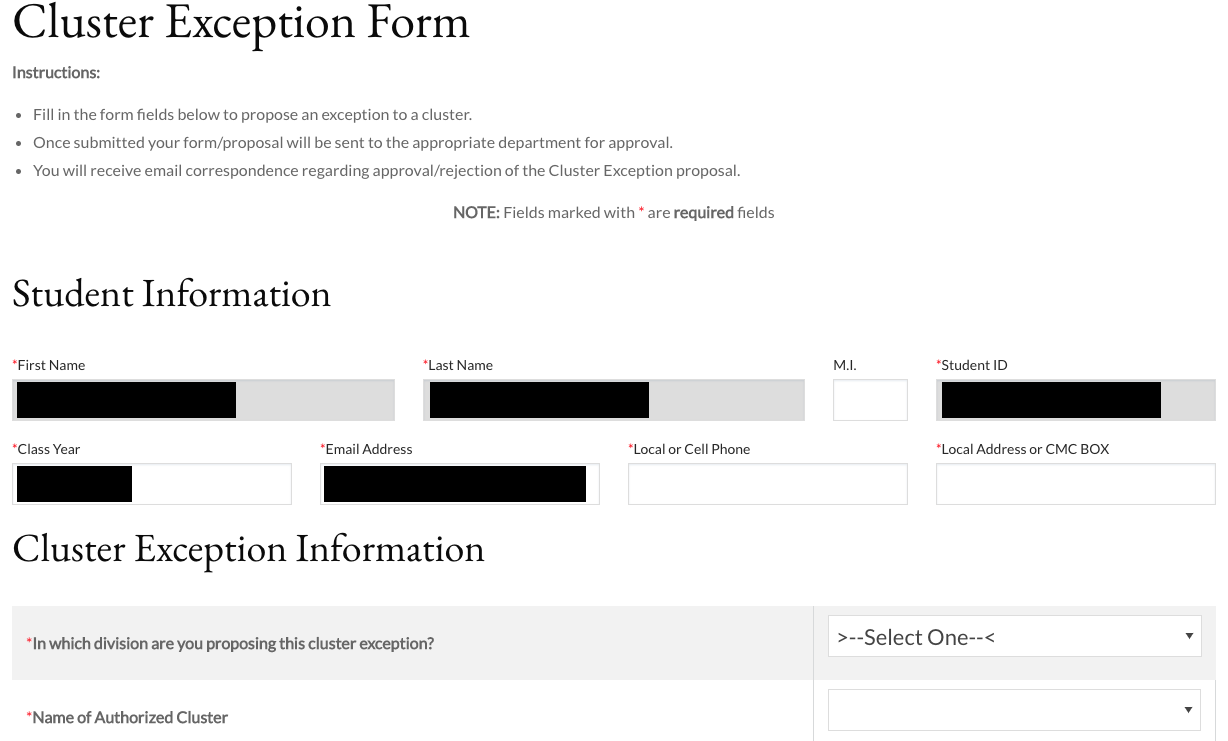 Cluster Exception Form
Instructions:
• Fill in the form fields below to propose an exception to a cluster.
• Once submitted your form/proposal will be sent to the appropriate department for approval.
• You will receive email correspondence regarding approval/rejection of the Cluster Exception proposal.
NOTE: Fields marked with * are required fields
Student Information
*First Name *Last Name M.I. *Student ID
*Class Year *Email Address *Local or Cell Phone *Local Address or CMC BOX
Cluster Exception Information
*In which division are you proposing this cluster exception? >--Select One--<
*Name of Authorized Cluster